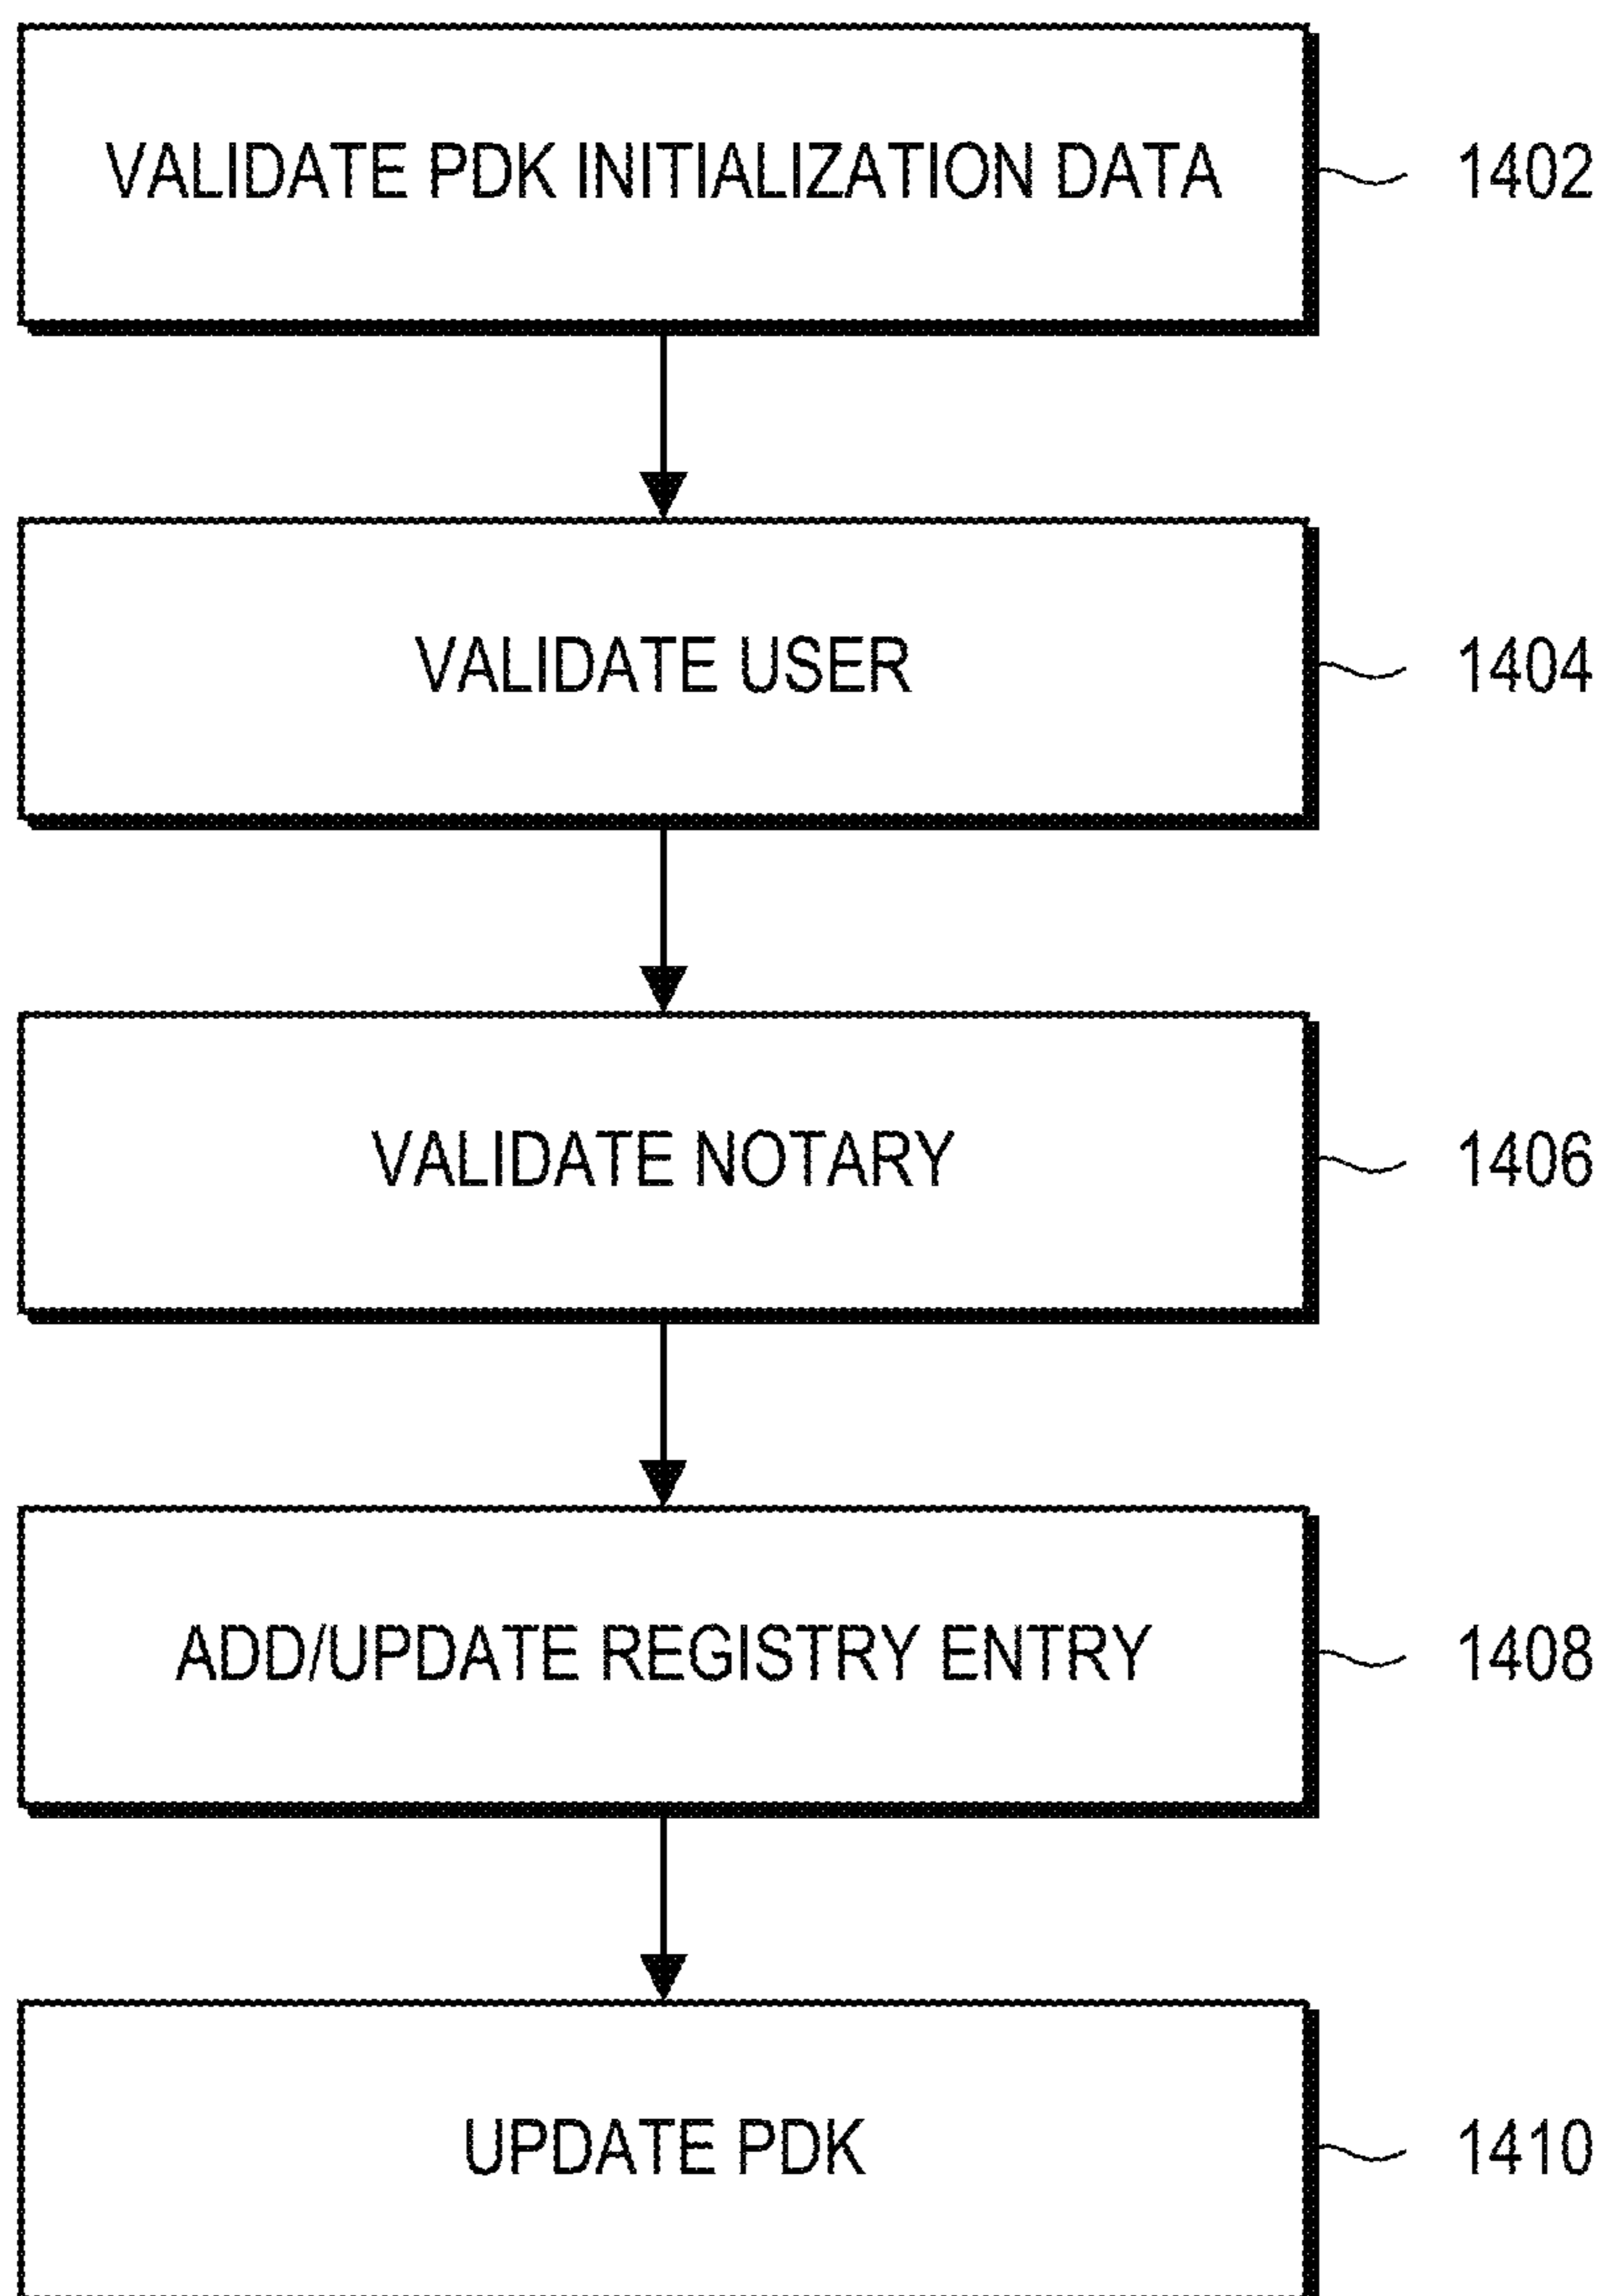 VALIDATE PDK INITIALIZATION DATA 1402
VALIDATE USER 1404
VALIDATE NOTARY 1406
ADD/UPDATE REGISTRY ENTRY 1408
UPDATE PDK 1410